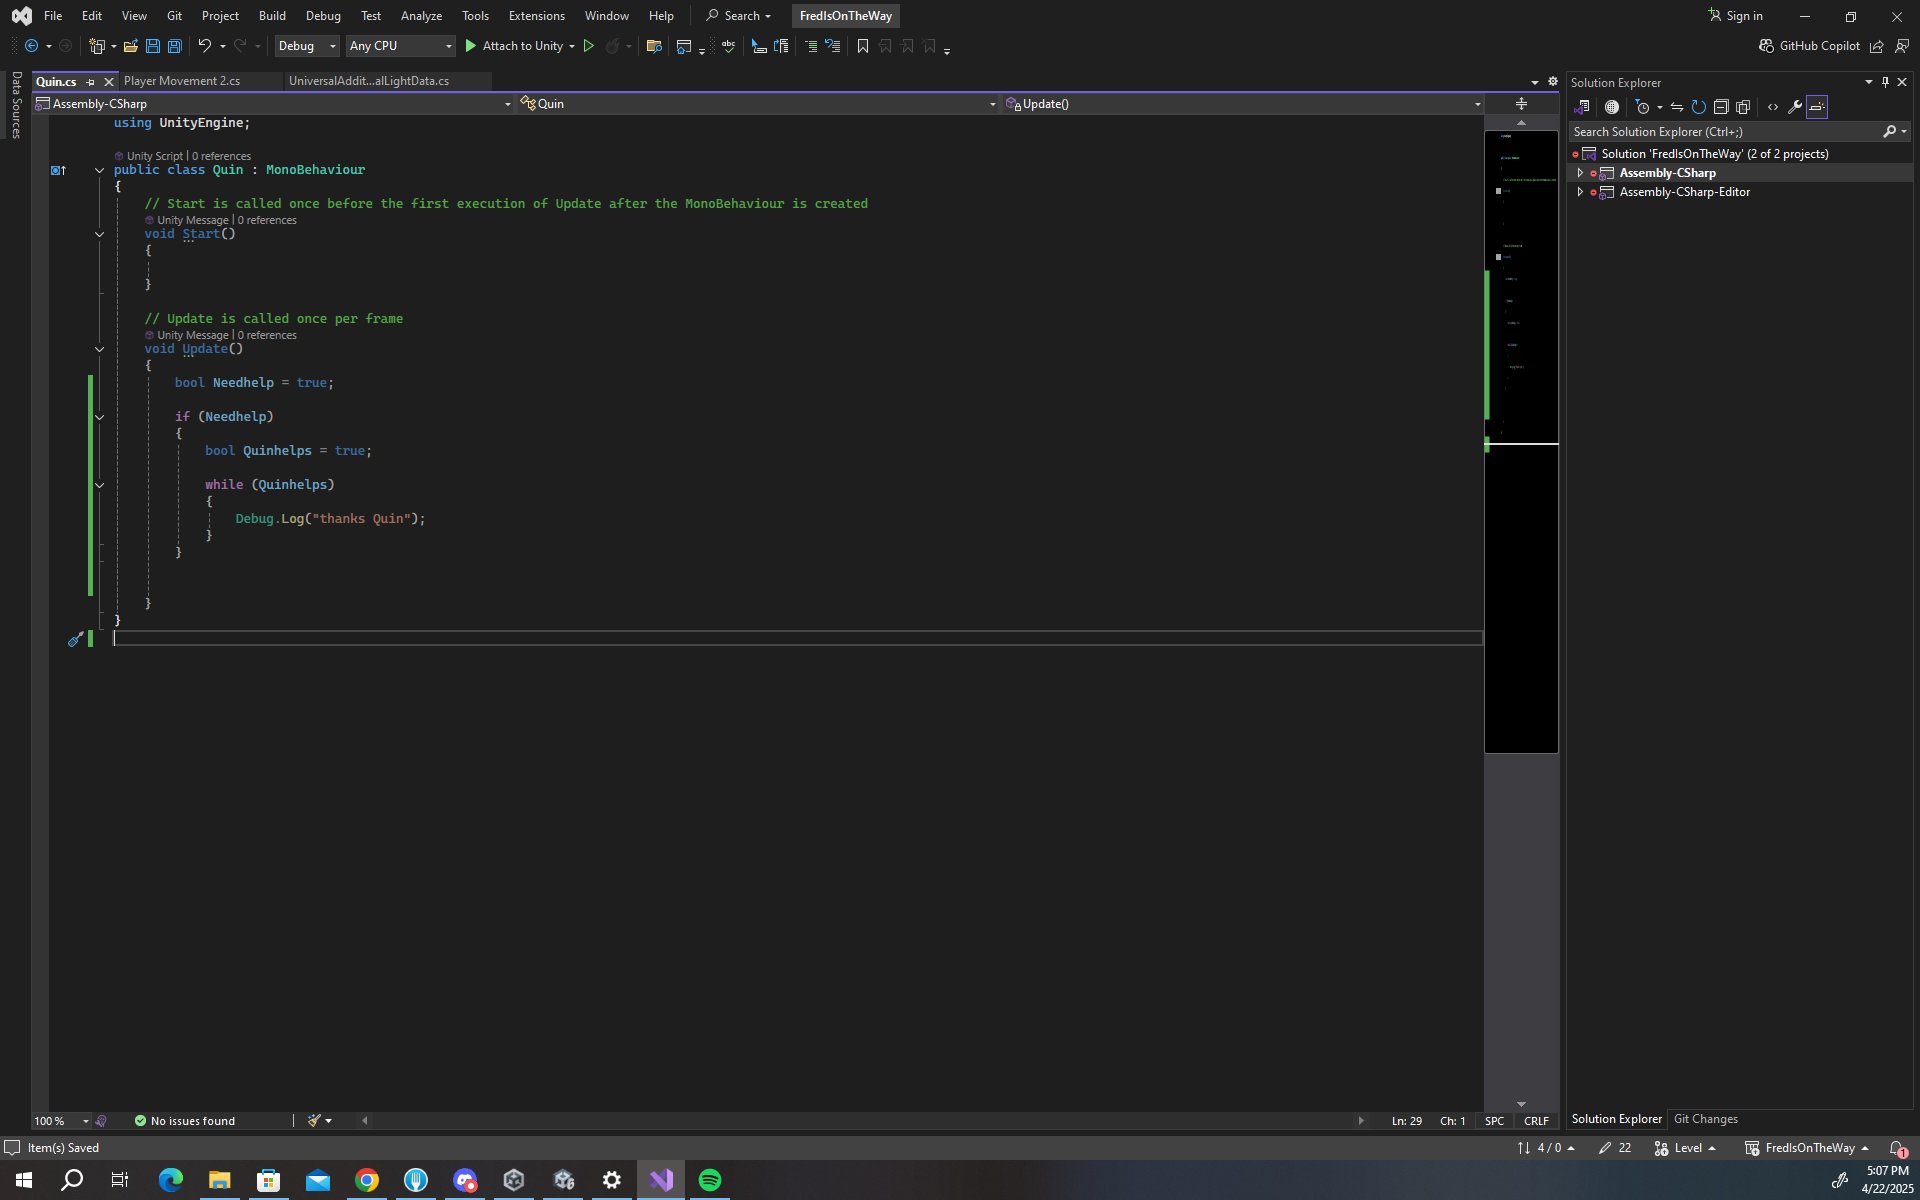 File Edit View Git Project Build Debug Test Analyze Tools Extensions Window Help Search FredIsOnTheWay Sign in
Debug Any CPU Attach to Unity GitHub Copilot
Data Sources
Quin.cs Player Movement 2.cs UniversalAddit...alLightData.cs
Assembly-CSharp Quin Update()
using UnityEngine;
Unity Script | 0 references
public class Quin : MonoBehaviour
{
// Start is called once before the first execution of Update after the MonoBehaviour is created
Unity Message | 0 references
void Start()
{
}
// Update is called once per frame
Unity Message | 0 references
void Update()
{
bool Needhelp = true;
if (Needhelp)
{
bool Quinhelps = true;
while (Quinhelps)
{
Debug.Log("thanks Quin");
}
}
}
}
100 % No issues found Ln: 29 Ch: 1 SPC CRLF
Solution Explorer
Search Solution Explorer (Ctrl+;)
Solution 'FredIsOnTheWay' (2 of 2 projects)
Assembly-CSharp
Assembly-CSharp-Editor
Solution Explorer Git Changes
Item(s) Saved 4 / 0 22 Level FredIsOnTheWay 1
5:07 PM
4/22/2025